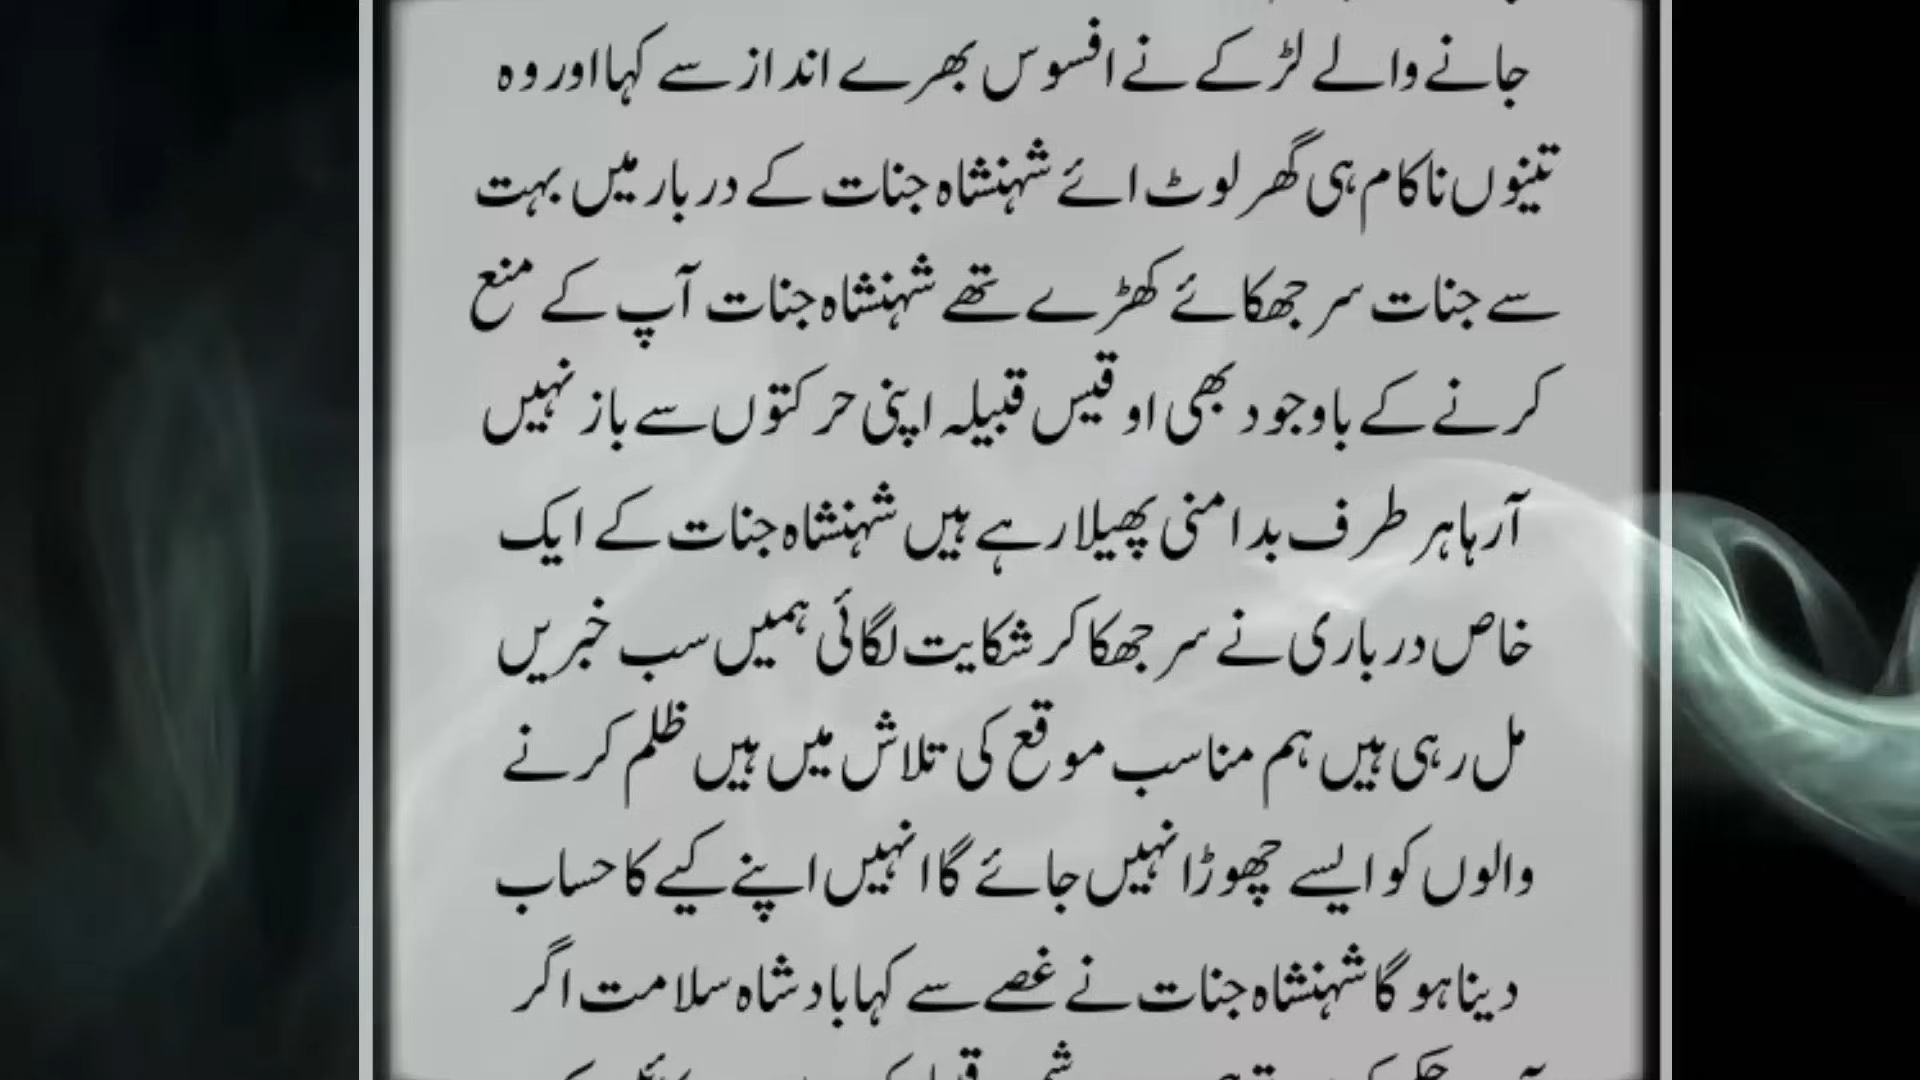 جانے والے لڑکے نے افسوس بھرے انداز سے کہا اور وہ
تینوں ناکام ہی گھر لوٹ ائے شہنشاہ جنات کے دربار میں بہت
سے جنات سر جھکائے کھڑے تھے شہنشاہ جنات آپ کے منع
کرنے کے باوجود بھی اوقیس قبیلہ اپنی حرکتوں سے باز نہیں
آرہا ہر طرف بدامنی پھیلا رہے ہیں شہنشاہ جنات کے ایک
خاص درباری نے سر جھکا کر شکایت لگائی ہمیں سب خبریں
مل رہی ہیں ہم مناسب موقع کی تلاش میں ہیں ظلم کرنے
والوں کو ایسے چھوڑا نہیں جائے گا انہیں اپنے کیے کا حساب
دینا ہو گا شہنشاہ جنات نے غصے سے کہا بادشاہ سلامت اگر